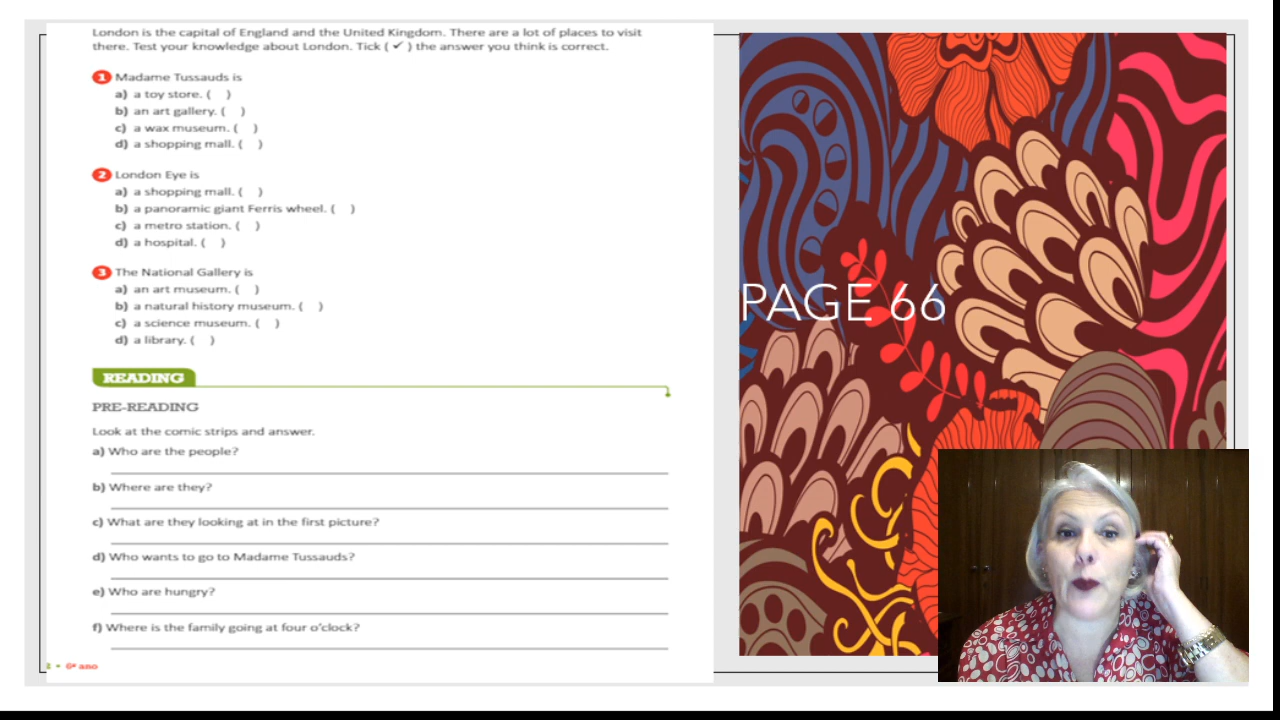 London is the capital of England and the United Kingdom. There are a lot of places to visit
there. Test your knowledge about London. Tick ( ✓ ) the answer you think is correct.
1 Madame Tussauds is
a) a toy store. ( )
b) an art gallery. ( )
c) a wax museum. ( )
d) a shopping mall. ( )
2 London Eye is
a) a shopping mall. ( )
b) a panoramic giant Ferris wheel. ( )
c) a metro station. ( )
d) a hospital. ( )
3 The National Gallery is
a) an art museum. ( )
b) a natural history museum. ( )
c) a science museum. ( )
d) a library. ( )
READING
PRE-READING
Look at the comic strips and answer.
a) Who are the people?
b) Where are they?
c) What are they looking at in the first picture?
d) Who wants to go to Madame Tussauds?
e) Who are hungry?
f) Where is the family going at four o'clock?
• 6º ano
PAGE 66